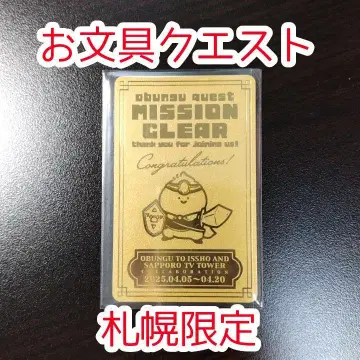 お文具クエスト
obungu quest
MISSION
CLEAR
thank you for joining us!
Congratulations!
OBUNGU TO ISSHO AND
SAPPORO TV TOWER
COLLABORATION
2025.04.05〜04.20
札幌限定